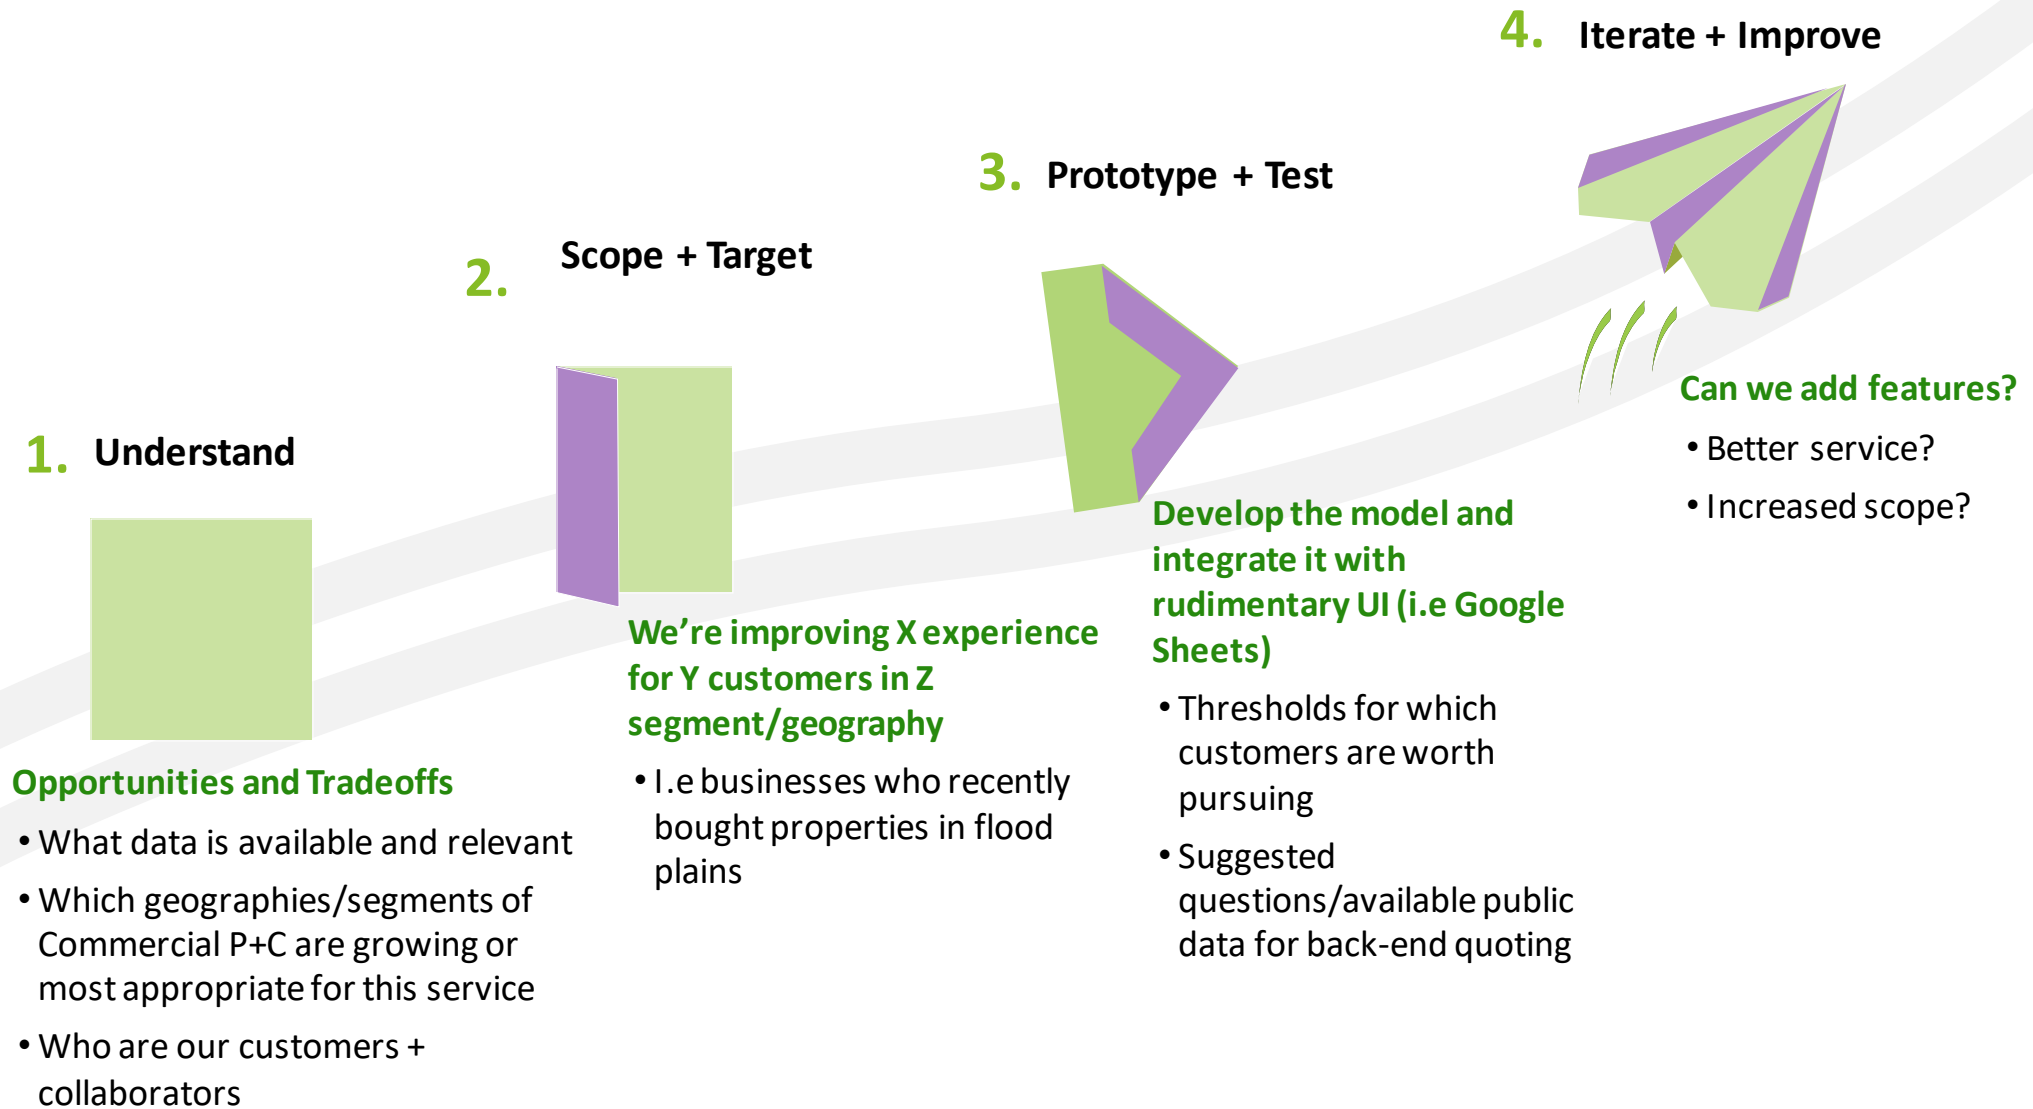 1. Understand
Opportunities and Tradeoffs
• What data is available and relevant
• Which geographies/segments of
Commercial P+C are growing or
most appropriate for this service
• Who are our customers +
collaborators
2. Scope + Target
We’re improving X experience
for Y customers in Z
segment/geography
• I.e businesses who recently
bought properties in flood
plains
3. Prototype + Test
Develop the model and
integrate it with
rudimentary UI (i.e Google
Sheets)
• Thresholds for which
customers are worth
pursuing
• Suggested
questions/available public
data for back-end quoting
4. Iterate + Improve
Can we add features?
• Better service?
• Increased scope?